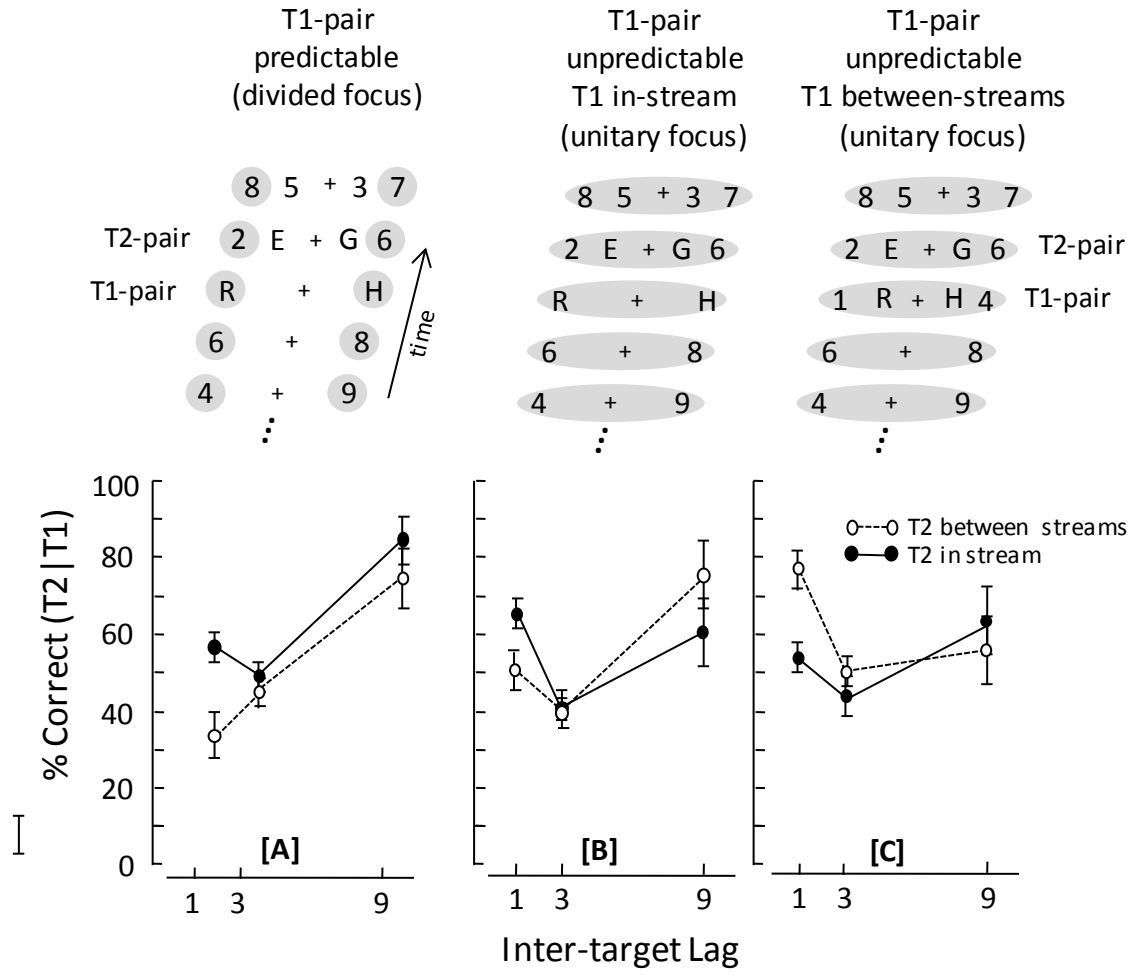 T1-pair
predictable
(divided focus)
T1-pair
unpredictable
T1 in-stream
(unitary focus)
T1-pair
unpredictable
T1 between-streams
(unitary focus)
8 5 + 3 7
T2-pair 2 E + G 6
T1-pair R + H
6 + 8
4 + 9
time
8 5 + 3 7
2 E + G 6
R + H
6 + 8
4 + 9
8 5 + 3 7
2 E + G 6 T2-pair
1 R + H 4 T1-pair
6 + 8
4 + 9
% Correct (T2|T1)
100
80
60
40
20
0
T2 between streams
T2 in stream
[A]
[B]
[C]
1 3 9
1 3 9
1 3 9
Inter-target Lag